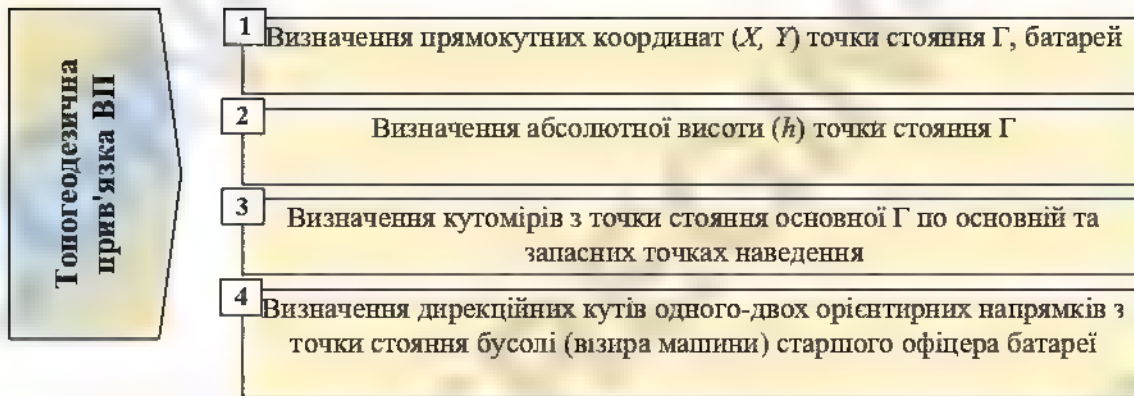 Топогеодезична
прив'язка ВП
1
Визначення прямокутних координат (X, Y) точки стояння Г, батарей
2
Визначення абсолютної висоти (h) точки стояння Г
3
Визначення кутомірів з точки стояння основної Г по основній та
запасних точках наведення
4
Визначення дирекційних кутів одного-двох орієнтирних напрямків з
точки стояння бусолі (візира машини) старшого офіцера батареї